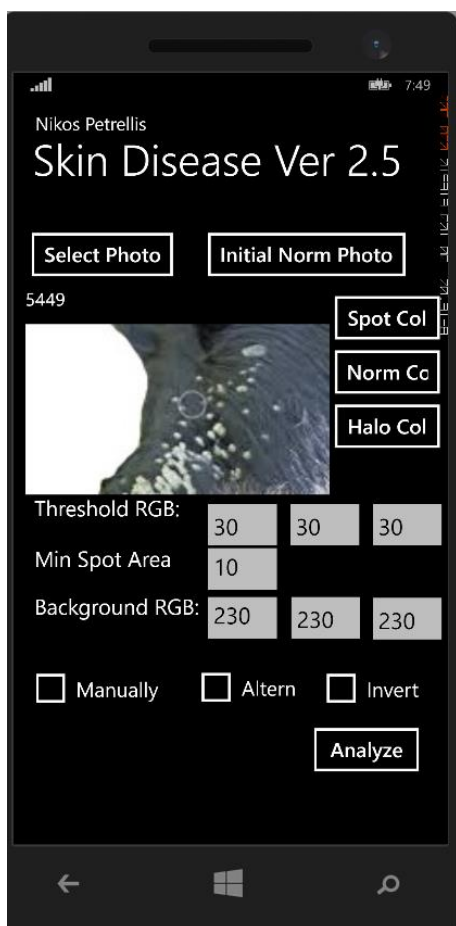 7:49
Nikos Petrellis
Skin Disease Ver 2.5
Select Photo
Initial Norm Photo
5449
Spot Col
Norm Co
Halo Col
Threshold RGB:
30 30 30
Min Spot Area
10
Background RGB:
230 230 230
Manually Altern Invert
Analyze